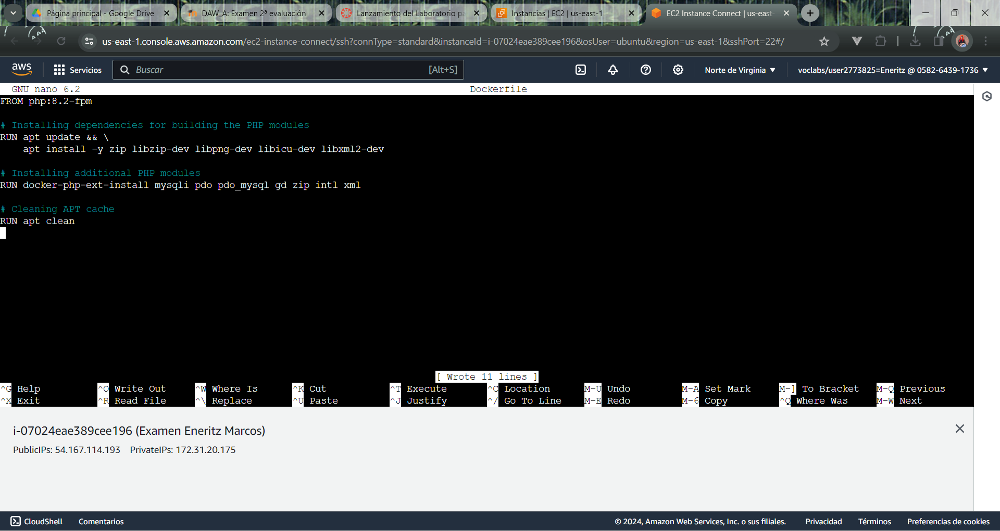 Página principal - Google Drive
DAW_A: Examen 2ª evaluación
Lanzamiento del Laboratorio pa
Instancias | EC2 | us-east-1
EC2 Instance Connect | us-east-
us-east-1.console.aws.amazon.com/ec2-instance-connect/ssh?connType=standard&instanceId=i-07024eae389cee196&osUser=ubuntu&region=us-east-1&sshPort=22#/
aws
Servicios
Buscar
[Alt+S]
Norte de Virginia
voclabs/user2773825=Eneritz @ 0582-6439-1736
GNU nano 6.2
Dockerfile
FROM php:8.2-fpm
# Installing dependencies for building the PHP modules
RUN apt update && \
    apt install -y zip libzip-dev libpng-dev libicu-dev libxml2-dev
# Installing additional PHP modules
RUN docker-php-ext-install mysqli pdo pdo_mysql gd zip intl xml
# Cleaning APT cache
RUN apt clean
[ Wrote 11 lines ]
^G Help ^O Write Out ^W Where Is ^K Cut ^T Execute ^C Location M-U Undo M-A Set Mark M-] To Bracket M-Q Previous
^X Exit ^R Read File ^\ Replace ^U Paste ^J Justify ^/ Go To Line M-E Redo M-6 Copy ^Q Where Was M-W Next
i-07024eae389cee196 (Examen Eneritz Marcos)
PublicIPs: 54.167.114.193 PrivateIPs: 172.31.20.175
CloudShell
Comentarios
© 2024, Amazon Web Services, Inc. o sus filiales.
Privacidad
Términos
Preferencias de cookies